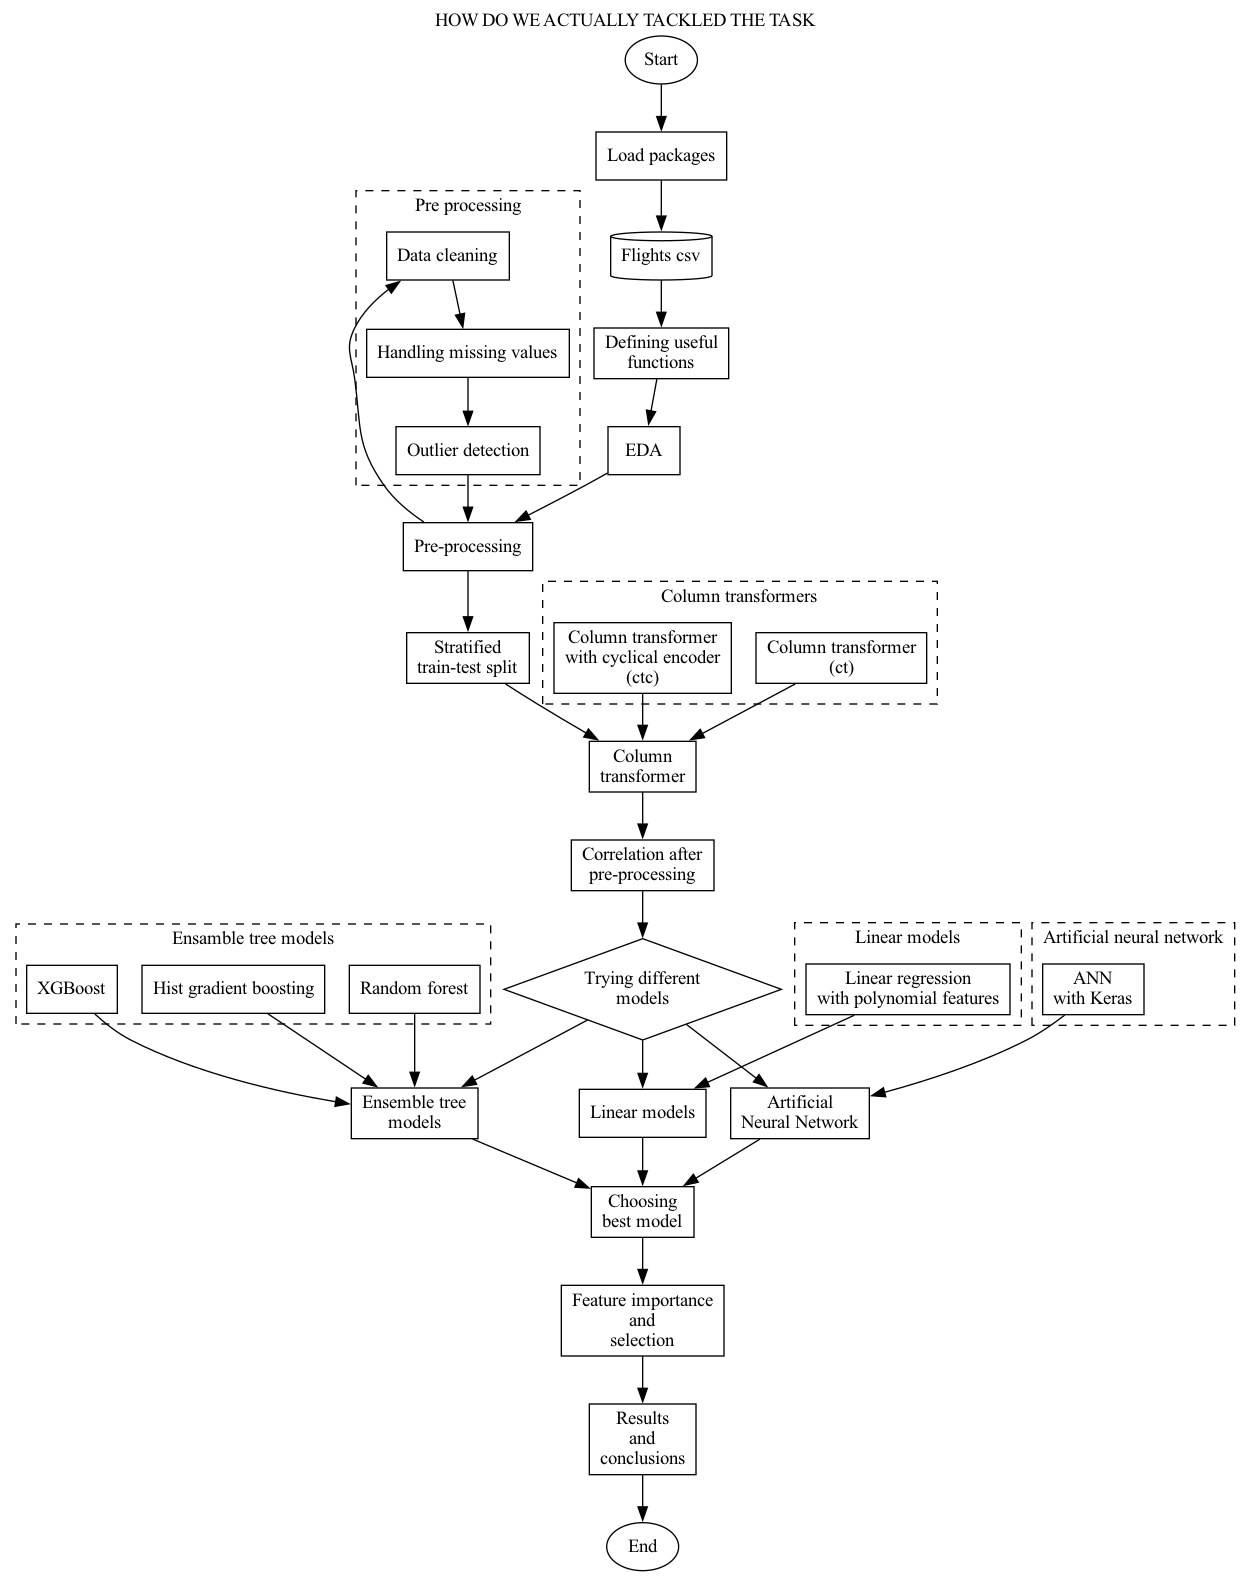 HOW DO WE ACTUALLY TACKLED THE TASK
Start
Load packages
Pre processing
Data cleaning
Flights csv
Handling missing values
Defining useful
functions
Outlier detection
EDA
Pre-processing
Column transformers
Stratified
train-test split
Column transformer
with cyclical encoder
(ctc)
Column transformer
(ct)
Column
transformer
Correlation after
pre-processing
Ensamble tree models
XGBoost
Hist gradient boosting
Random forest
Trying different
models
Linear models
Linear regression
with polynomial features
Artificial neural network
ANN
with Keras
Ensemble tree
models
Linear models
Artificial
Neural Network
Choosing
best model
Feature importance
and
selection
Results
and
conclusions
End